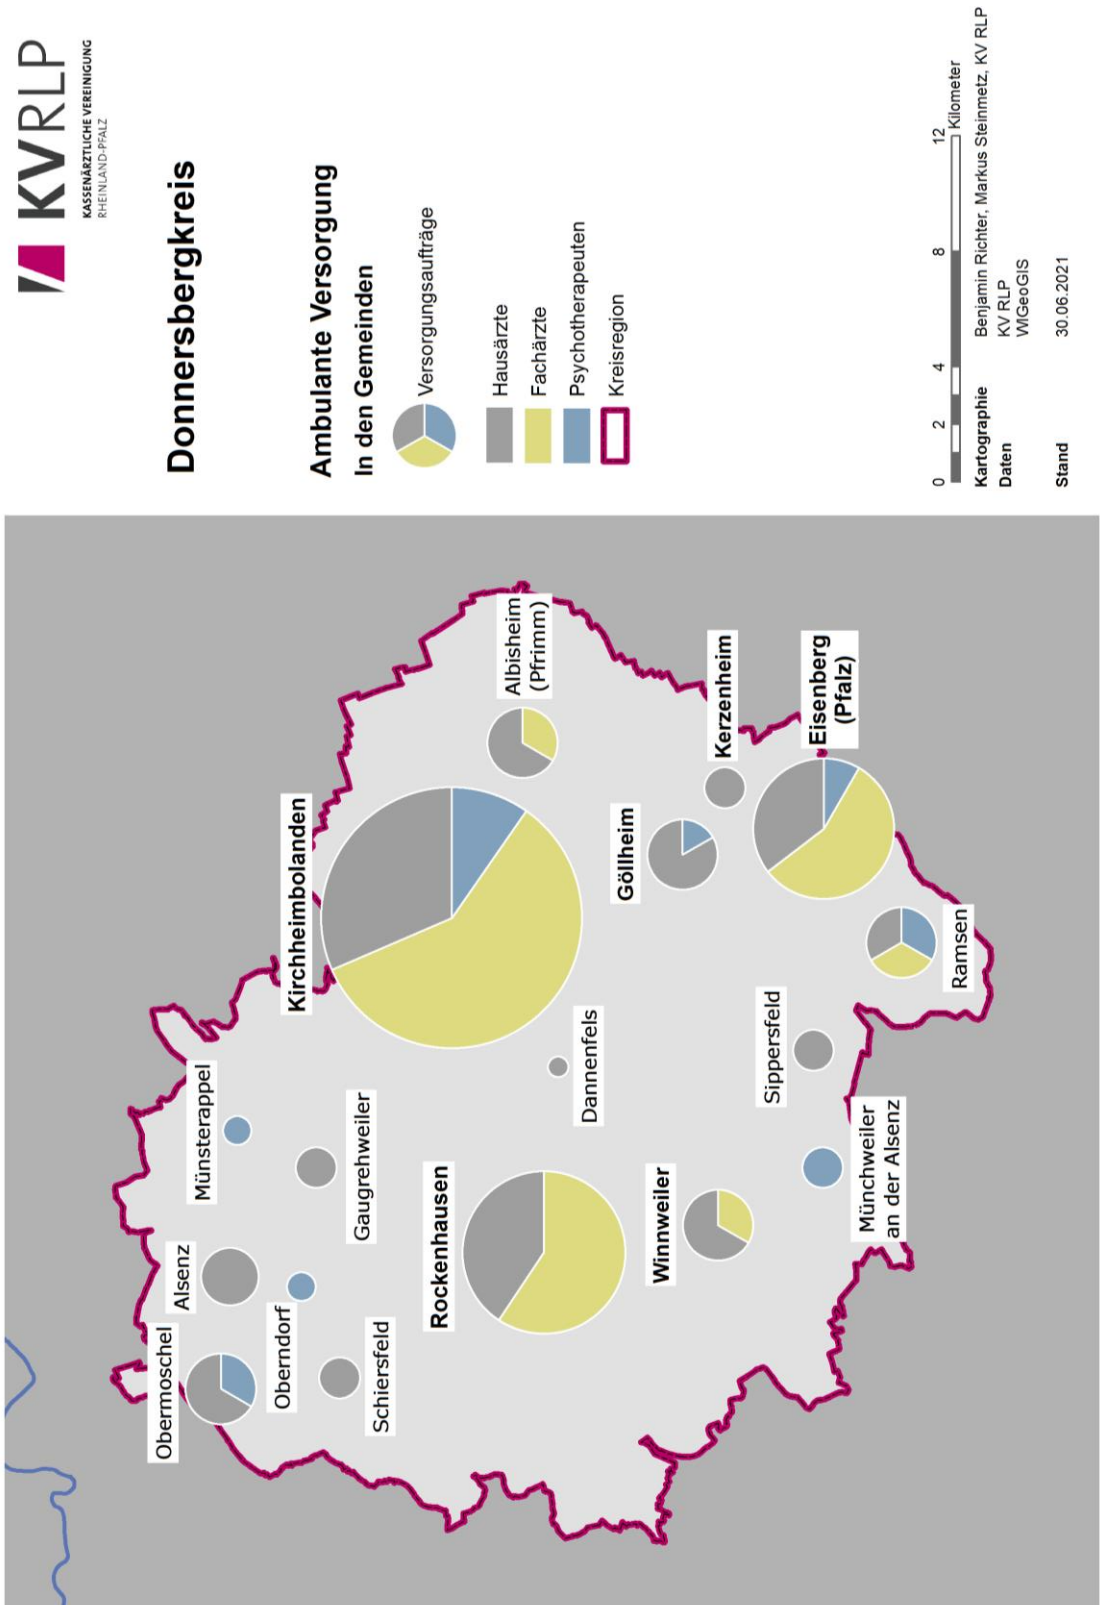 KVRLP
KASSENÄRZTLICHE VEREINIGUNG
RHEINLAND-PFALZ
Donnersbergkreis
Ambulante Versorgung
In den Gemeinden
Versorgungsaufträge
Hausärzte
Fachärzte
Psychotherapeuten
Kreisregion
0 2 4 8 12
Kilometer
Kartographie Benjamin Richter, Markus Steinmetz, KV RLP
Daten KV RLP
WIGeoGIS
Stand 30.06.2021
Obermoschel
Alsenz
Münsterappel
Oberndorf
Schiersfeld
Gaugrehweiler
Kirchheimbolanden
Rockenhausen
Dannenfels
Albisheim
(Pfrimm)
Winnweiler
Göllheim
Kerzenheim
Sippersfeld
Eisenberg
(Pfalz)
Münchweiler
an der Alsenz
Ramsen